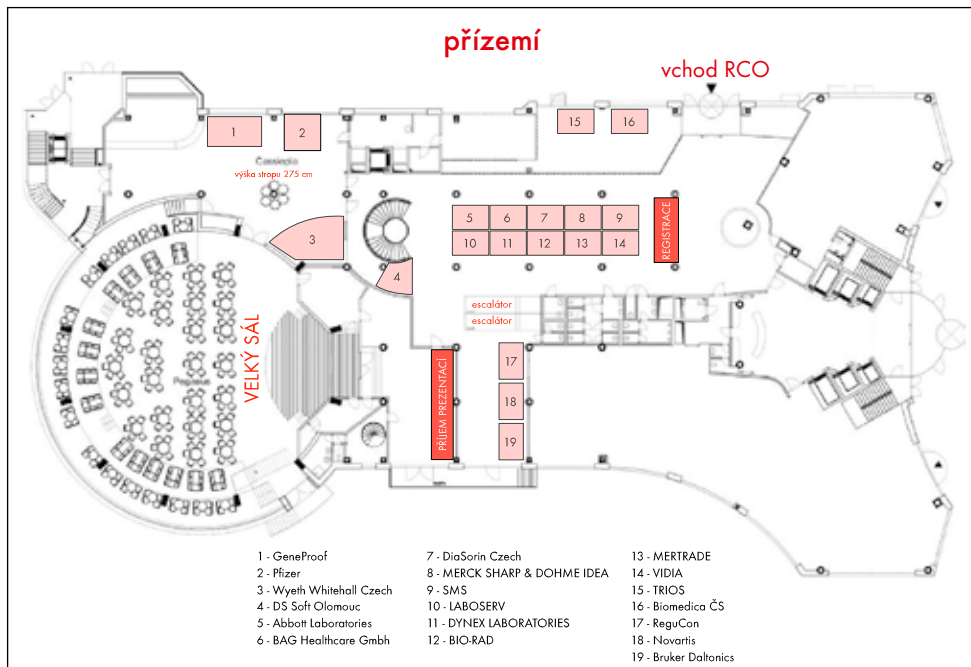 přízemí
vchod RCO
1
2
15
16
Cassiopia
výška stropu 275 cm
3
4
5
6
7
8
9
10
11
12
13
14
REGISTRACE
escalátor
escalátor
VELKÝ SÁL
Pegasus
PŘÍJEM PREZENTACÍ
17
18
19
1 - GeneProof
2 - Pfizer
3 - Wyeth Whitehall Czech
4 - DS Soft Olomouc
5 - Abbott Laboratories
6 - BAG Healthcare Gmbh
7 - DiaSorin Czech
8 - MERCK SHARP & DOHME IDEA
9 - SMS
10 - LABOSERV
11 - DYNEX LABORATORIES
12 - BIO-RAD
13 - MERTRADE
14 - VIDIA
15 - TRIOS
16 - Biomedica ČS
17 - ReguCon
18 - Novartis
19 - Bruker Daltonics